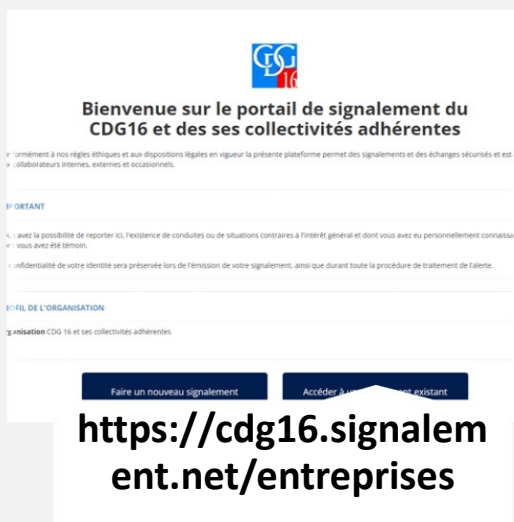 CDG
16
Bienvenue sur le portail de signalement du
CDG16 et des ses collectivités adhérentes
formément à nos règles éthiques et aux dispositions légales en vigueur la présente plateforme permet des signalements et des échanges sécurisés et est
collaborateurs internes, externes et occasionnels.
avez la possibilité de reporter ici, l'existence de conduites ou de situations contraires à l'intérêt général et dont vous avez eu personnellement connaissa
vous avez été témoin.
confidentialité de votre identité sera préservée lors de l'émission de votre signalement, ainsi que durant toute la procédure de traitement de l'alerte.
DE L'ORGANISATION
CDG 16 et ses collectivités adhérentes
Faire un nouveau signalement
Accéder à existant
https://cdg16.signalem
ent.net/entreprises